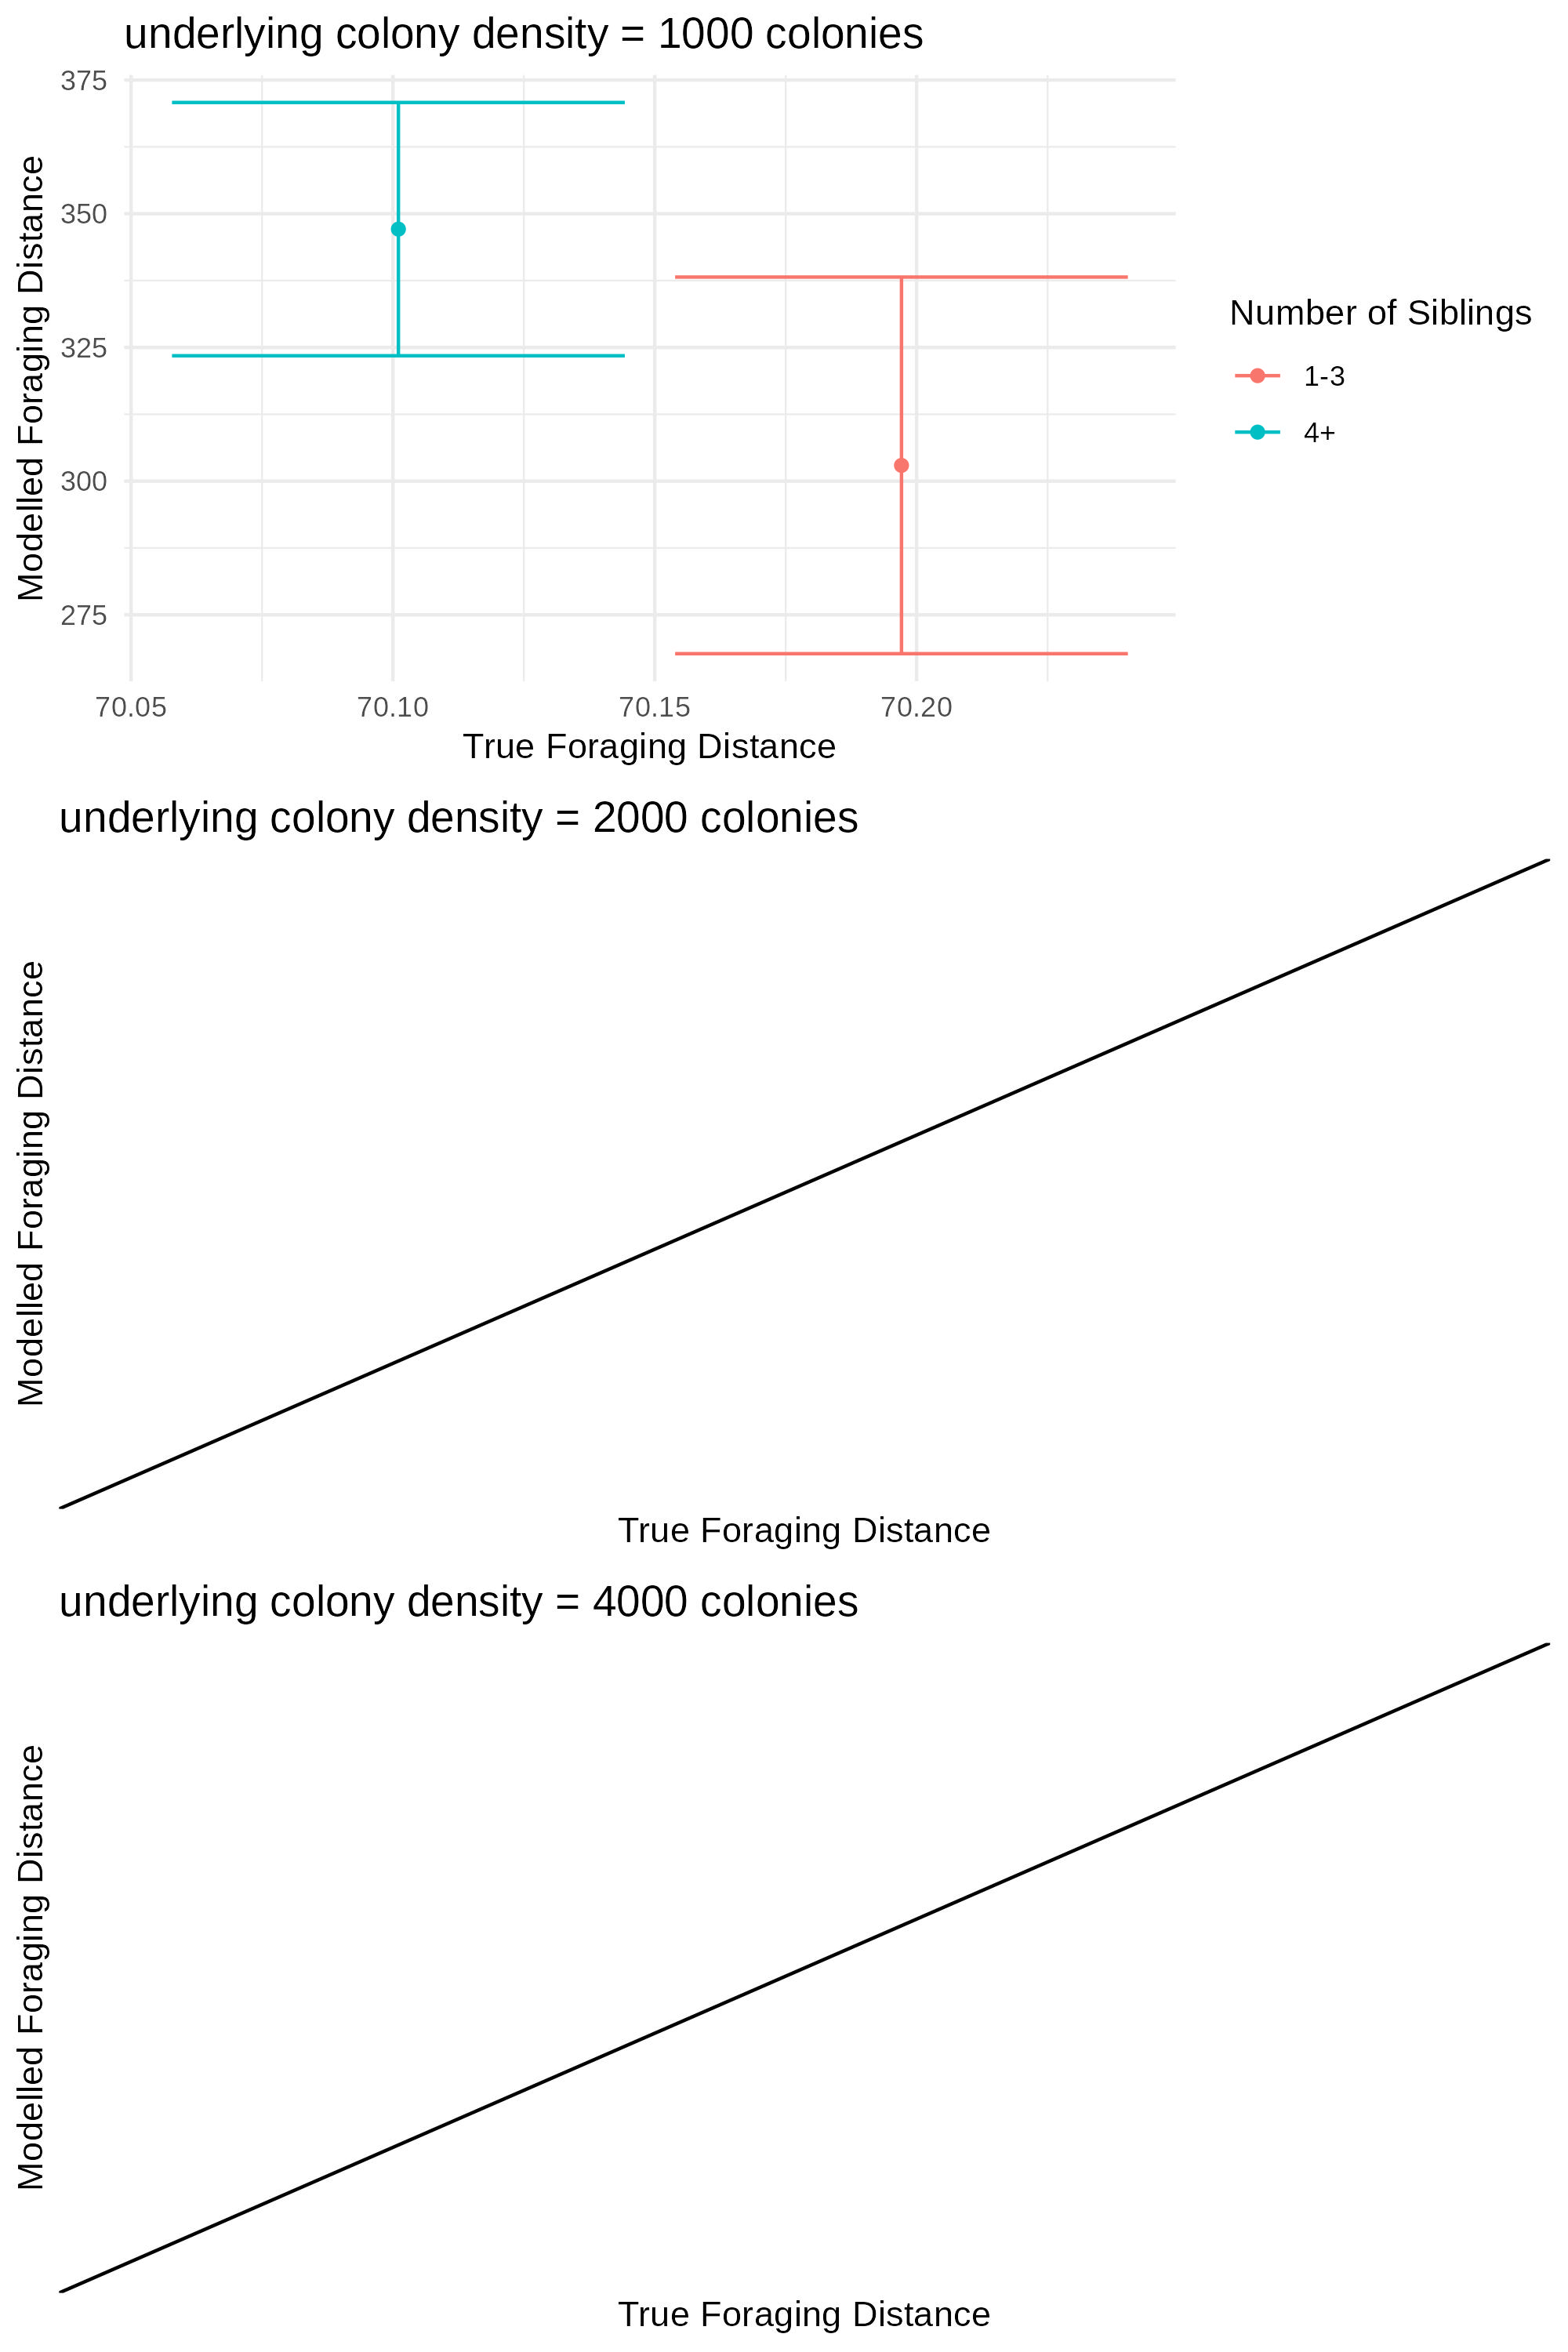 underlying colony density = 1000 colonies
Modelled Foraging Distance
375
350
325
300
275
70.05 70.10 70.15 70.20
True Foraging Distance
Number of Siblings
1-3
4+
underlying colony density = 2000 colonies
Modelled Foraging Distance
True Foraging Distance
underlying colony density = 4000 colonies
Modelled Foraging Distance
True Foraging Distance